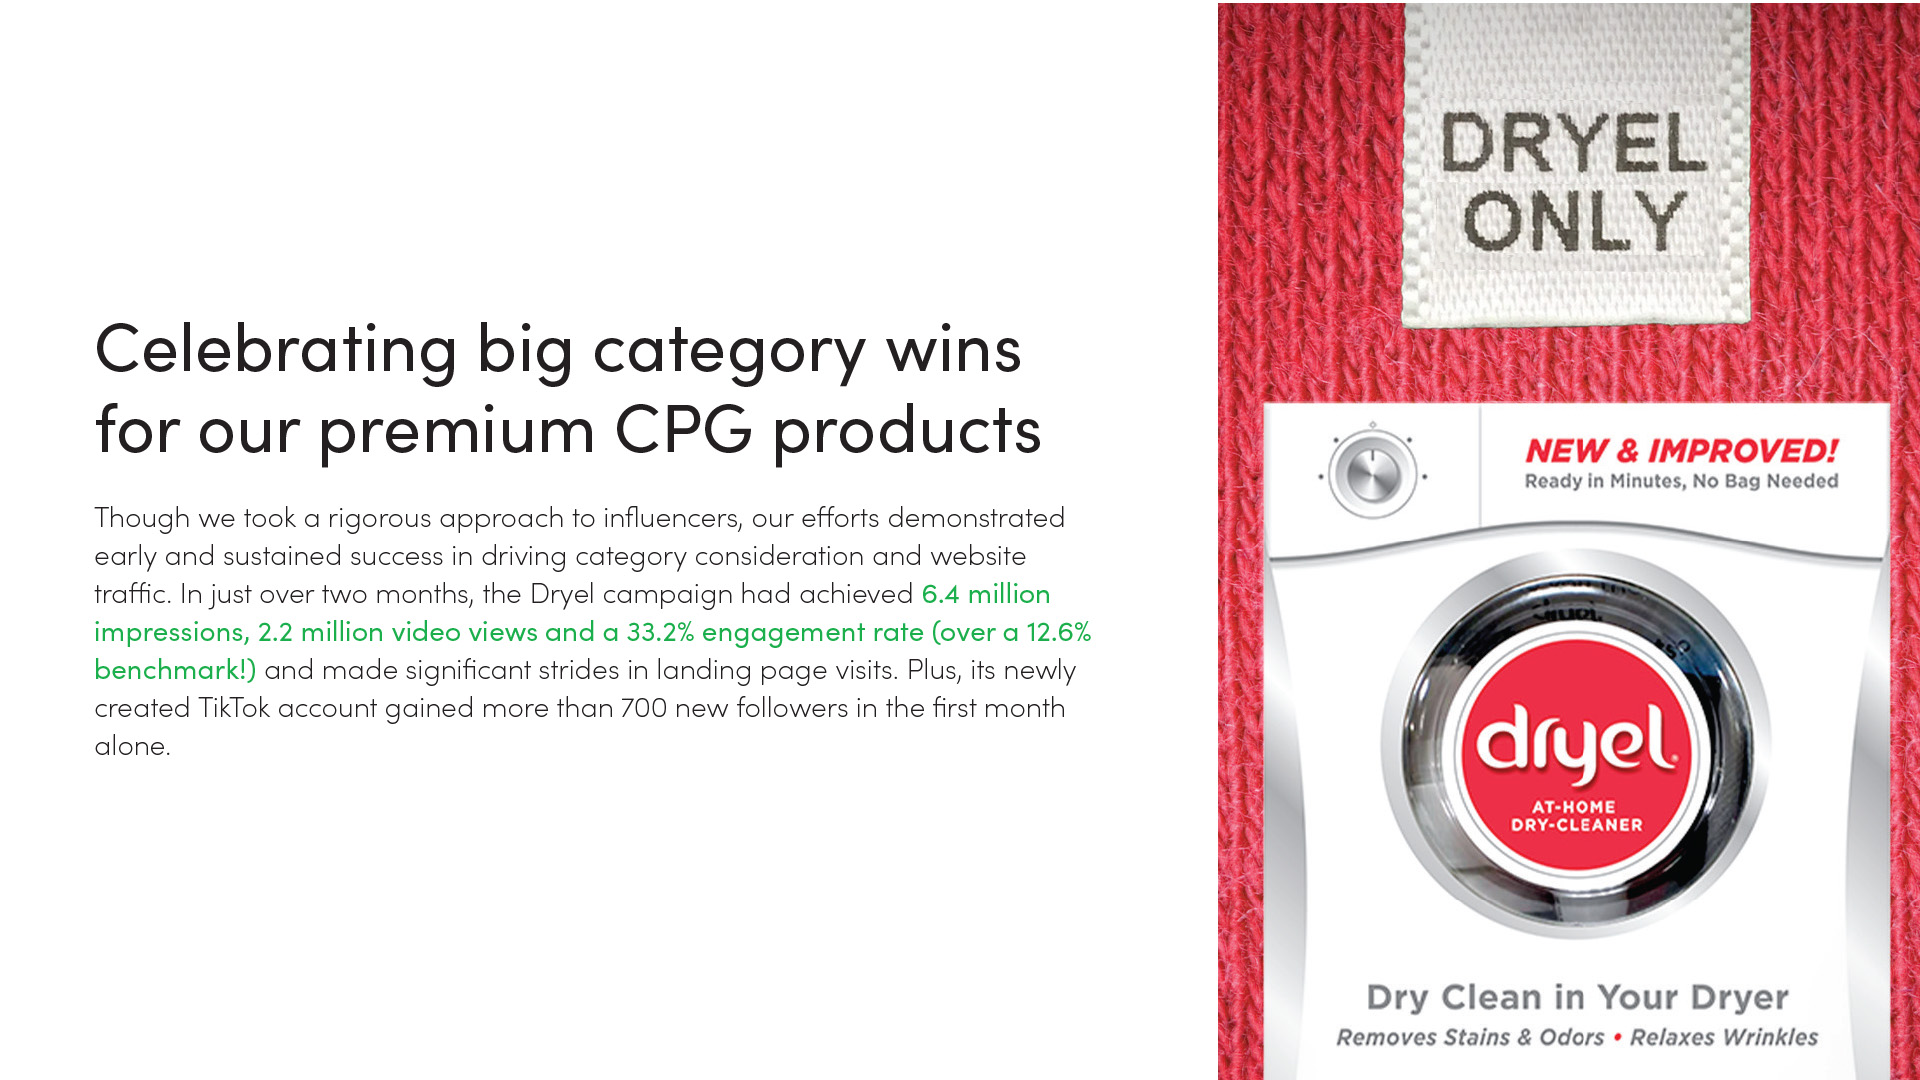 Celebrating big category wins
for our premium CPG products
Though we took a rigorous approach to influencers, our efforts demonstrated
early and sustained success in driving category consideration and website
traffic. In just over two months, the Dryel campaign had achieved 6.4 million
impressions, 2.2 million video views and a 33.2% engagement rate (over a 12.6%
benchmark!) and made significant strides in landing page visits. Plus, its newly
created TikTok account gained more than 700 new followers in the first month
alone.
DRYEL
ONLY
NEW & IMPROVED!
Ready in Minutes, No Bag Needed
dryel®
AT-HOME
DRY-CLEANER
Dry Clean in Your Dryer
Removes Stains & Odors • Relaxes Wrinkles